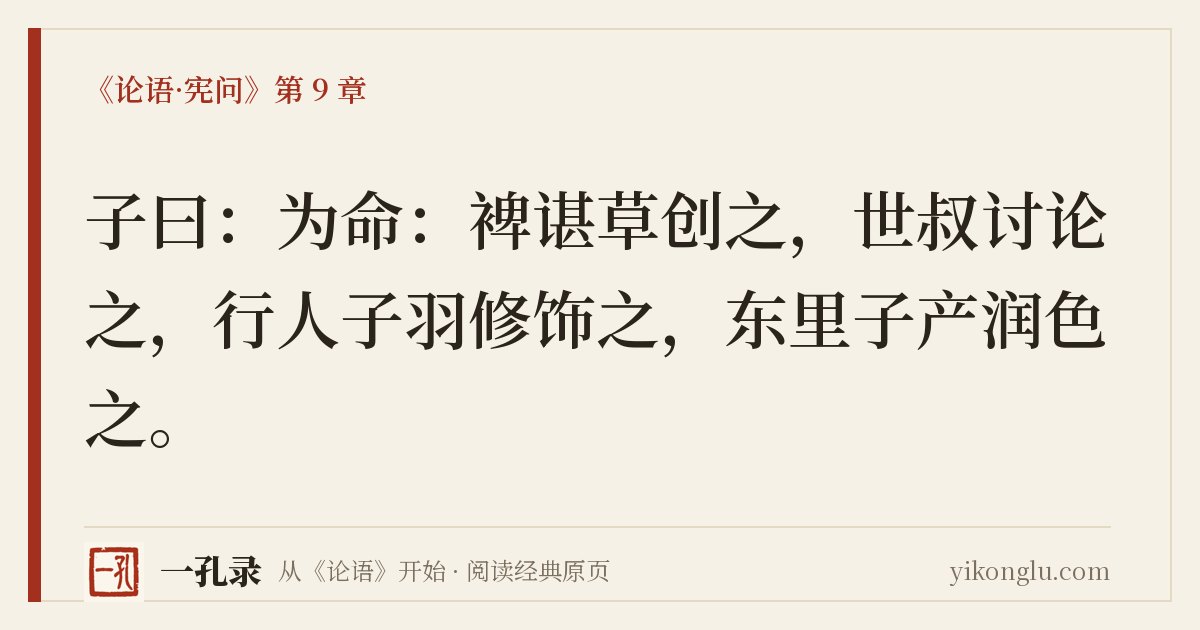 《论语·宪问》第 9 章
子曰：为命：裨谌草创之，世叔讨论
之，行人子羽修饰之，东里子产润色
之。
一孔
一孔录 从《论语》开始 · 阅读经典原页 yikonglu.com